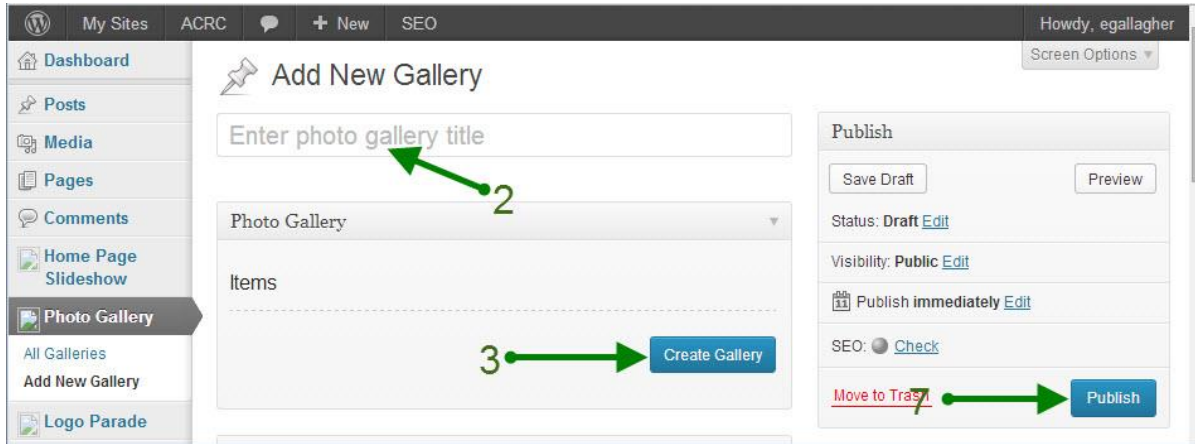 My Sites ACRC + New SEO Howdy, egallagher
Screen Options
Dashboard
Posts
Media
Pages
Comments
Home Page
Slideshow
Photo Gallery
All Galleries
Add New Gallery
Logo Parade
Add New Gallery
Enter photo gallery title
2
Photo Gallery
Items
3
Create Gallery
Publish
Save Draft Preview
Status: Draft Edit
Visibility: Public Edit
11 Publish immediately Edit
SEO: Check
Move to Trash 7 Publish